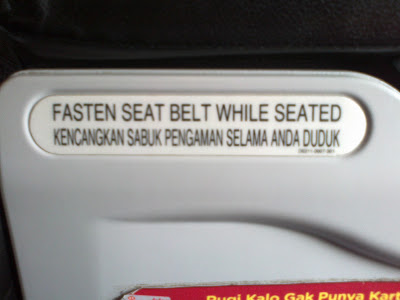 FASTEN SEAT BELT WHILE SEATED
KENCANGKAN SABUK PENGAMAN SELAMA ANDA DUDUK
Rugi Kalo Gak Punya Kart